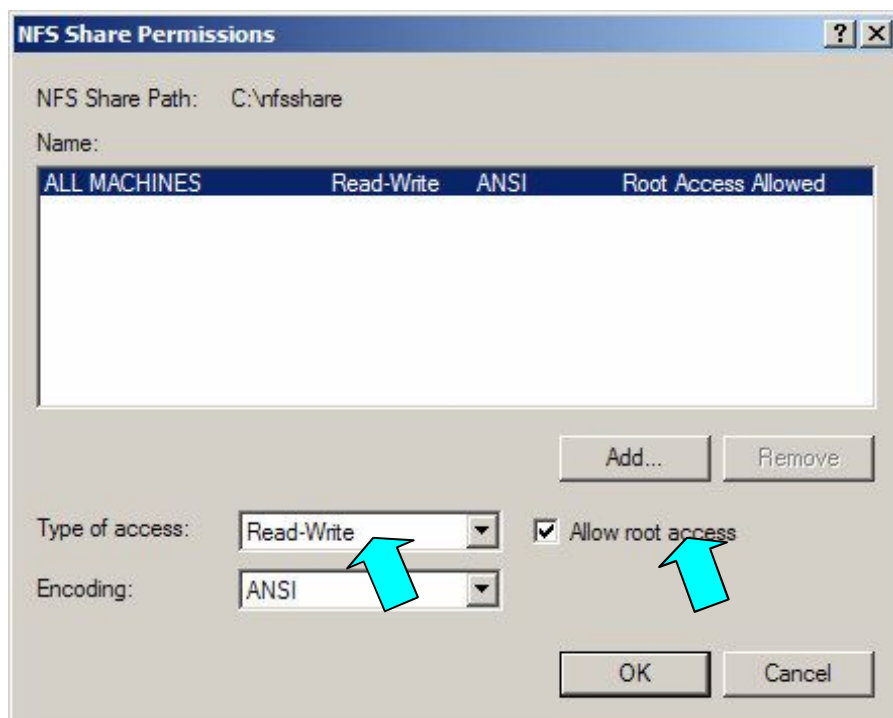 NFS Share Permissions
NFS Share Path: C:\nfsshare
Name:
ALL MACHINES Read-Write ANSI Root Access Allowed
Add... Remove
Type of access: Read-Write Allow root access
Encoding: ANSI
OK Cancel